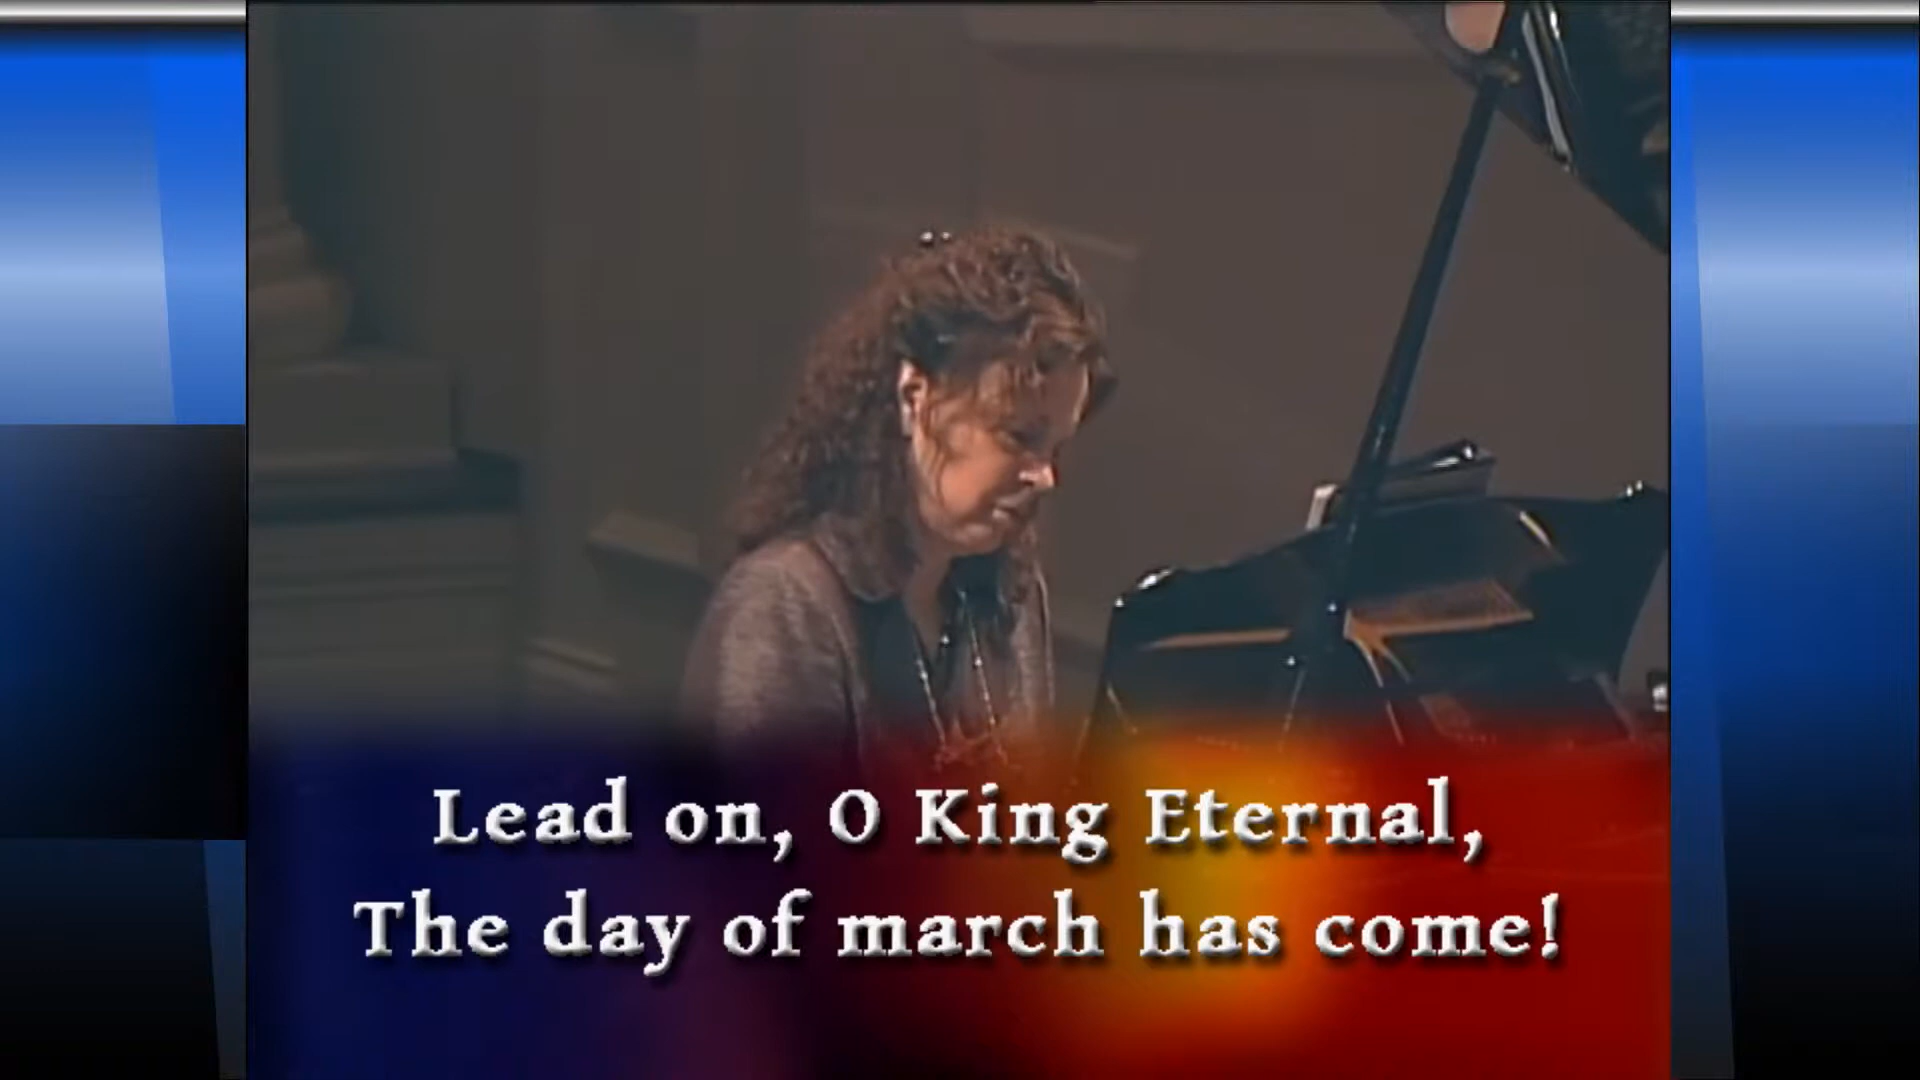 Lead on, O King Eternal,
The day of march has come!